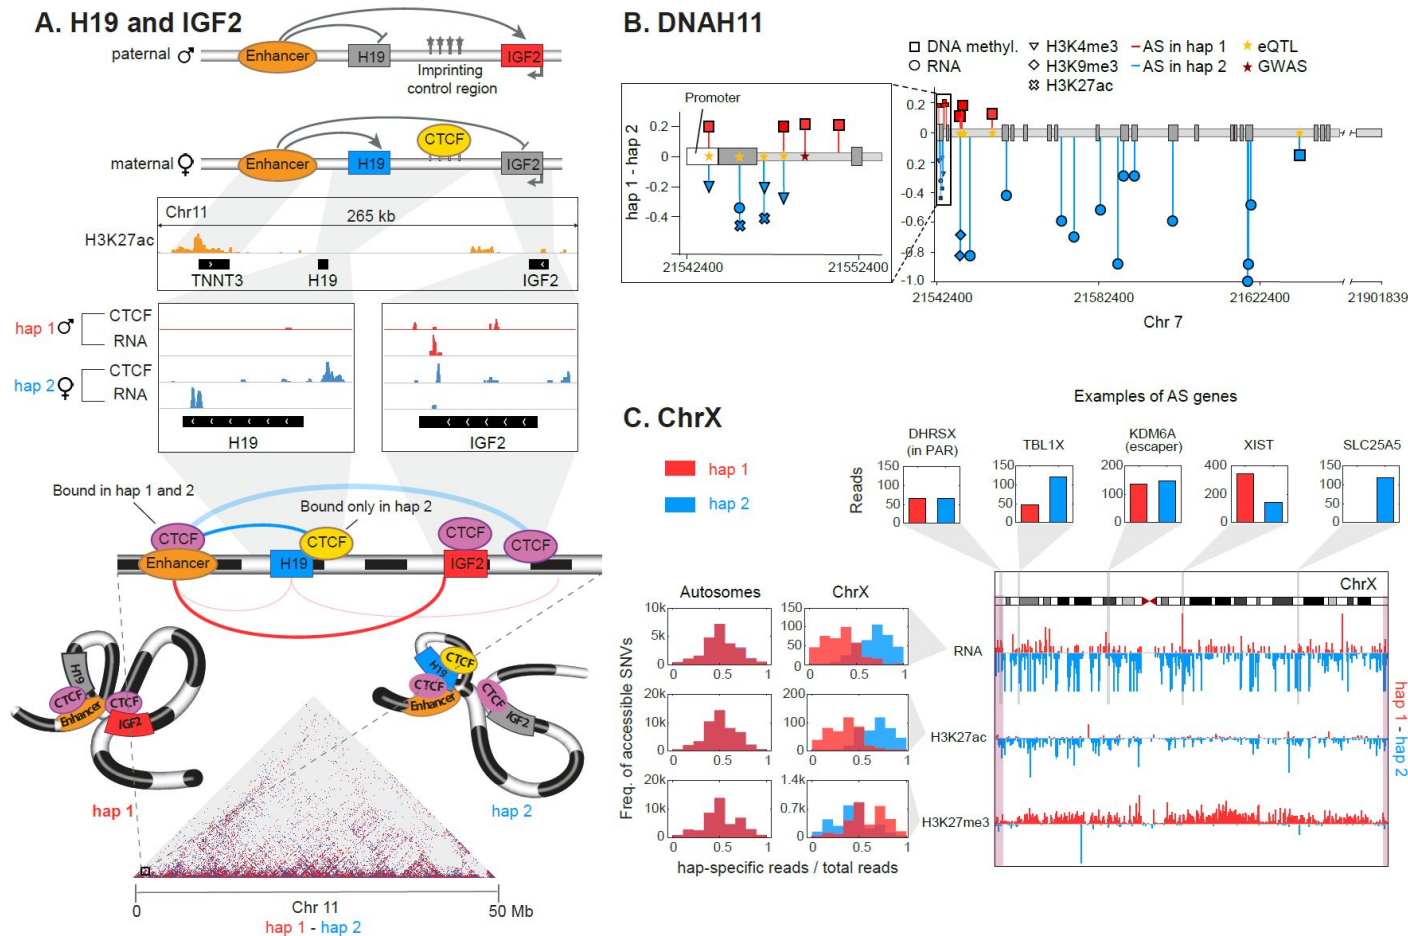 A. H19 and IGF2
paternal ♂
Enhancer
H19
IGF2
Imprinting
control region
maternal ♀
Enhancer
H19
CTCF
IGF2
Chr11
265 kb
H3K27ac
TNNT3
H19
IGF2
hap 1 ♂
CTCF
RNA
hap 2 ♀
CTCF
RNA
H19
IGF2
Bound in hap 1 and 2
Bound only in hap 2
CTCF
CTCF
CTCF
CTCF
Enhancer
H19
IGF2
H19
CTCF
CTCF
Enhancer
IGF2
hap 1
H19
CTCF
CTCF
CTCF
Enhancer
IGF2
hap 2
0
Chr 11
50 Mb
hap 1 - hap 2
B. DNAH11
DNA methyl.
RNA
H3K4me3
H3K9me3
H3K27ac
AS in hap 1
AS in hap 2
eQTL
GWAS
Promoter
hap 1 - hap 2
0.2
0
-0.2
-0.4
21542400
21552400
0.2
0
0.2
-0.4
-0.6
-0.8
-1.0
21542400
21582400
21622400
21901839
Chr 7
C. ChrX
hap 1
hap 2
Examples of AS genes
Reads
DHRSX
(in PAR)
150
100
50
0
TBL1X
150
100
50
0
KDM6A
(escaper)
200
100
0
XIST
400
200
0
SLC25A5
150
100
50
0
ChrX
RNA
H3K27ac
H3K27me3
hap 1 - hap 2
Autosomes
ChrX
Freq. of accessible SNVs
10k
5k
0
0
0.5
1
150
100
50
0
0
0.5
1
20k
10k
0
0
0.5
1
200
100
0
0
0.5
1
20k
10k
0
0
0.5
1
1.4k
0.7k
0
0
0.5
1
hap-specific reads / total reads